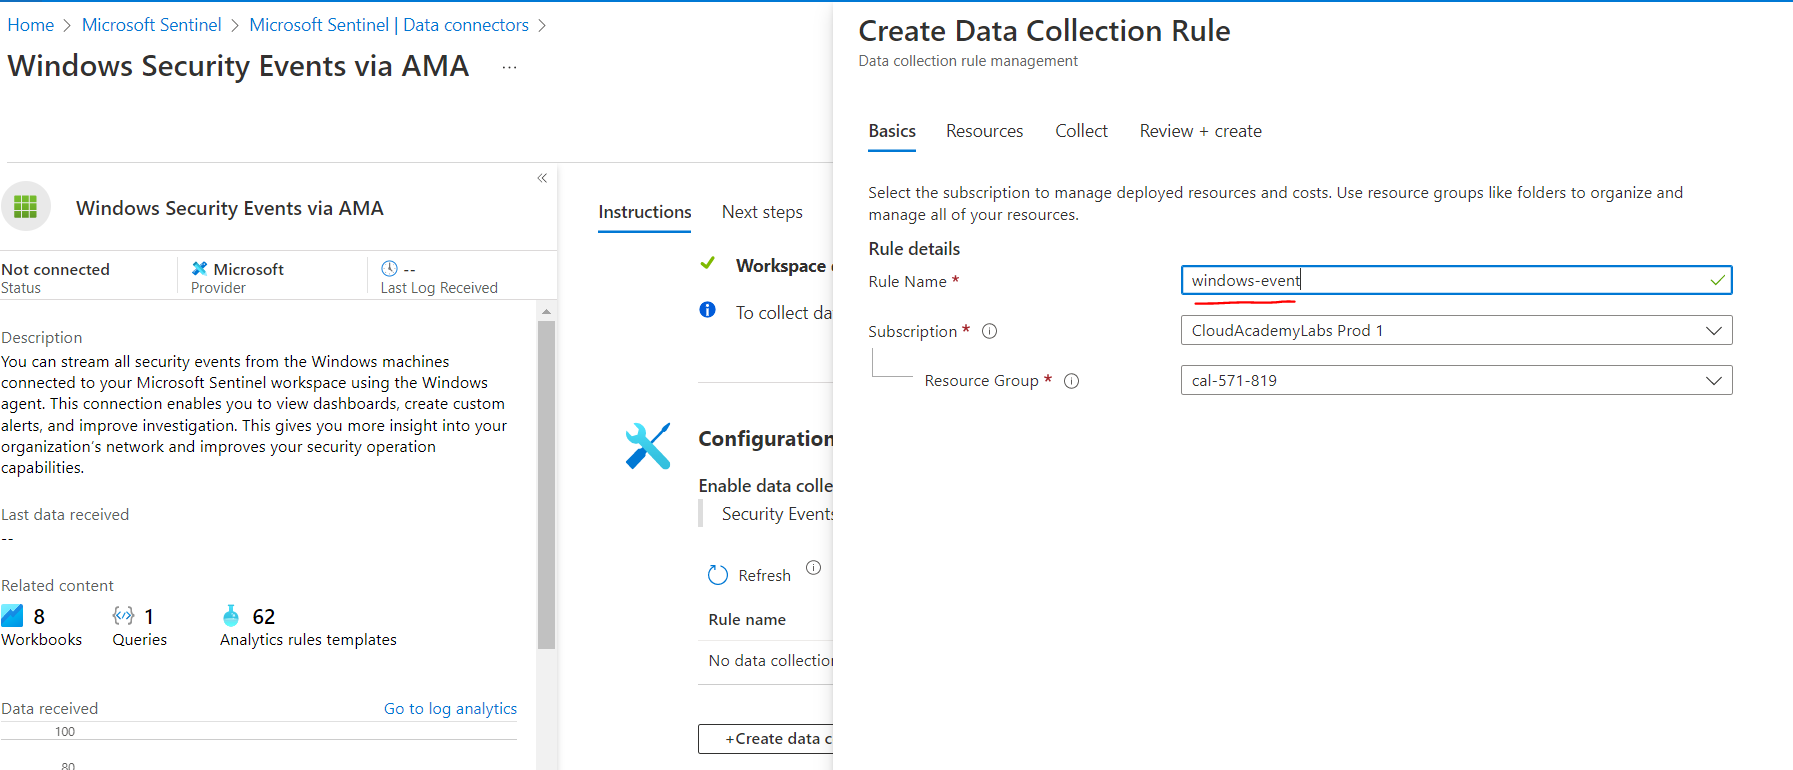 Home > Microsoft Sentinel > Microsoft Sentinel | Data connectors >
Windows Security Events via AMA ...
Windows Security Events via AMA
Not connected
Status
Microsoft
Provider
--
Last Log Received
Description
You can stream all security events from the Windows machines
connected to your Microsoft Sentinel workspace using the Windows
agent. This connection enables you to view dashboards, create custom
alerts, and improve investigation. This gives you more insight into your
organization's network and improves your security operation
capabilities.
Last data received
--
Related content
8
Workbooks
1
Queries
62
Analytics rules templates
Data received
Go to log analytics
100
80
Instructions
Next steps
Workspace
To collect da
Configuration
Enable data colle
Security Events
Refresh
Rule name
No data collection
+Create data c
Create Data Collection Rule
Data collection rule management
Basics
Resources
Collect
Review + create
Select the subscription to manage deployed resources and costs. Use resource groups like folders to organize and
manage all of your resources.
Rule details
Rule Name *
windows-event
Subscription *
CloudAcademyLabs Prod 1
Resource Group *
cal-571-819